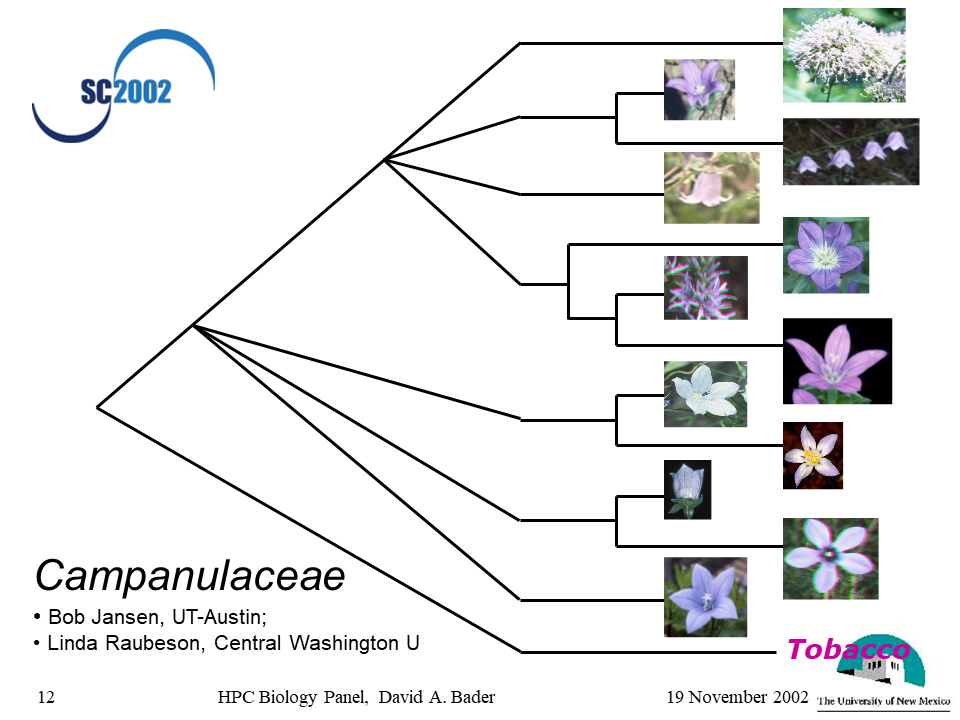 SC2002
Campanulaceae
• Bob Jansen, UT-Austin;
• Linda Raubeson, Central Washington U
Tobacco
12 HPC Biology Panel, David A. Bader 19 November 2002
The University of New Mexico